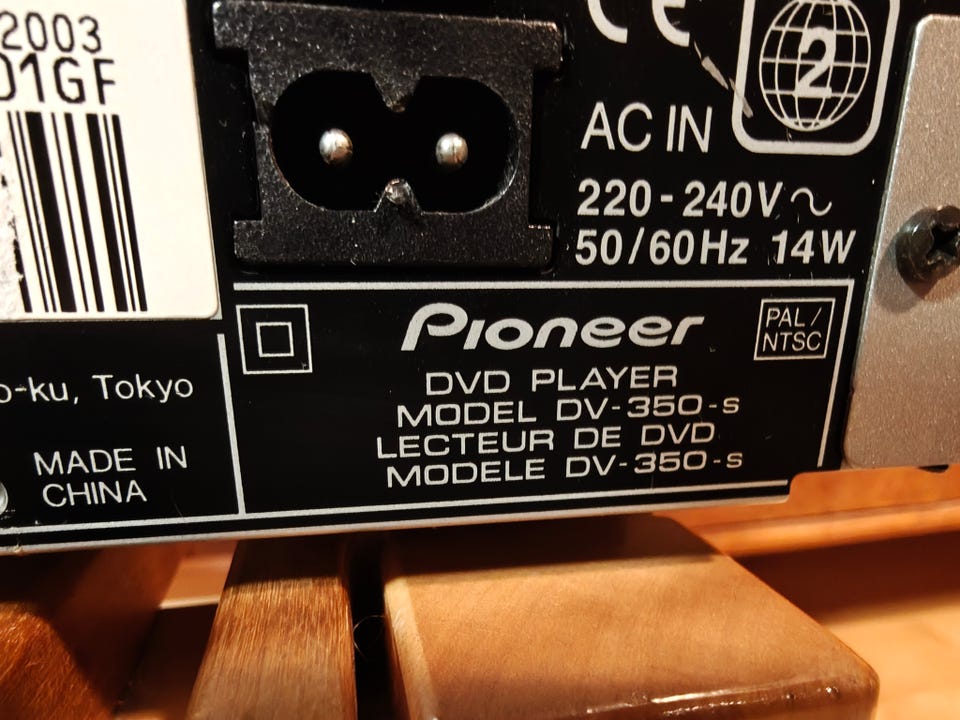 2003
01GF
CE
2
AC IN
220-240V~
50/60Hz 14W
Pioneer
PAL/
NTSC
DVD PLAYER
MODEL DV-350-s
LECTEUR DE DVD
MODELE DV-350-s
o-ku, Tokyo
MADE IN
CHINA